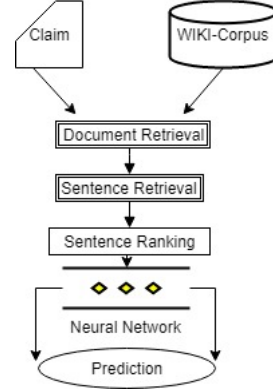 Claim
WIKI-Corpus
Document Retrieval
Sentence Retrieval
Sentence Ranking
Neural Network
Prediction